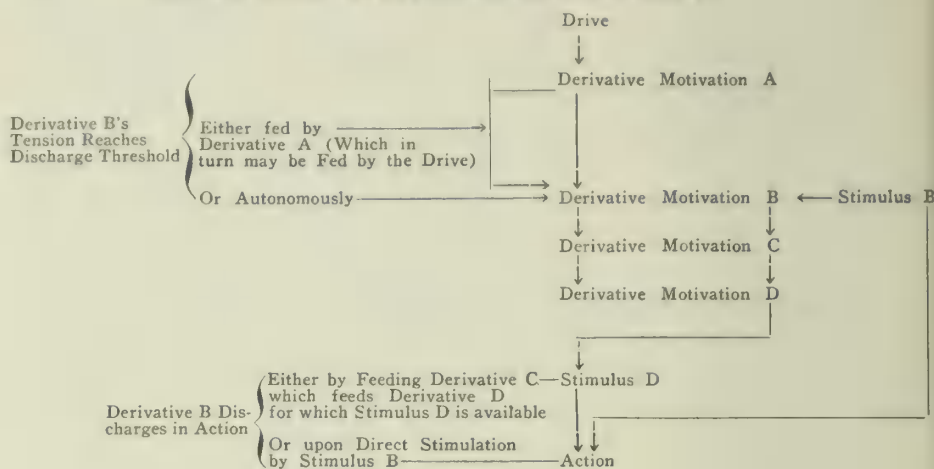 Drive
Derivative Motivation A
Derivative B's
Tension Reaches
Discharge Threshold
Either fed by
Derivative A (Which in
turn may be Fed by the Drive)
Or Autonomously
Derivative Motivation B
Stimulus B
Derivative Motivation C
Derivative Motivation D
Derivative B Dis-
charges in Action
Either by Feeding Derivative C—Stimulus D
which feeds Derivative D
for which Stimulus D is available
Or upon Direct Stimulation
by Stimulus B—Action